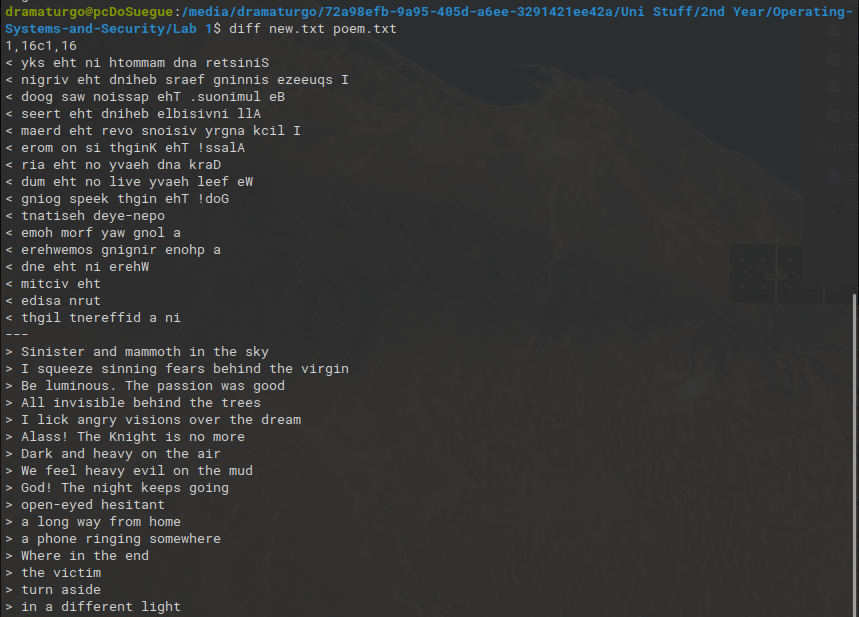 dramaturgo@pcDoSuegue:/media/dramaturgo/72a98efb-9a95-405d-a6ee-3291421ee42a/Uni Stuff/2nd Year/Operating-
Systems-and-Security/Lab 1$ diff new.txt poem.txt
1,16c1,16
< yks eht ni htommam dna retsiniS
< nigriv eht dniheb sraef gninnis ezeeuqs I
< doog saw noissap ehT .suonimul eB
< seert eht dniheb elbisivni llA
< maerd eht revo snoisiv yrgna kcil I
< erom on si thginK ehT !ssalA
< ria eht no yvaeh dna kraD
< dum eht no live yvaeh leef eW
< gniog speek thgin ehT !doG
< tnatiseh deye-nepo
< emoh morf yaw gnol a
< erehwemos gnignir enohp a
< dne eht ni erehW
< mitciv eht
< edisa nrut
< thgil tnereffid a ni
---
> Sinister and mammoth in the sky
> I squeeze sinning fears behind the virgin
> Be luminous. The passion was good
> All invisible behind the trees
> I lick angry visions over the dream
> Alass! The Knight is no more
> Dark and heavy on the air
> We feel heavy evil on the mud
> God! The night keeps going
> open-eyed hesitant
> a long way from home
> a phone ringing somewhere
> Where in the end
> the victim
> turn aside
> in a different light